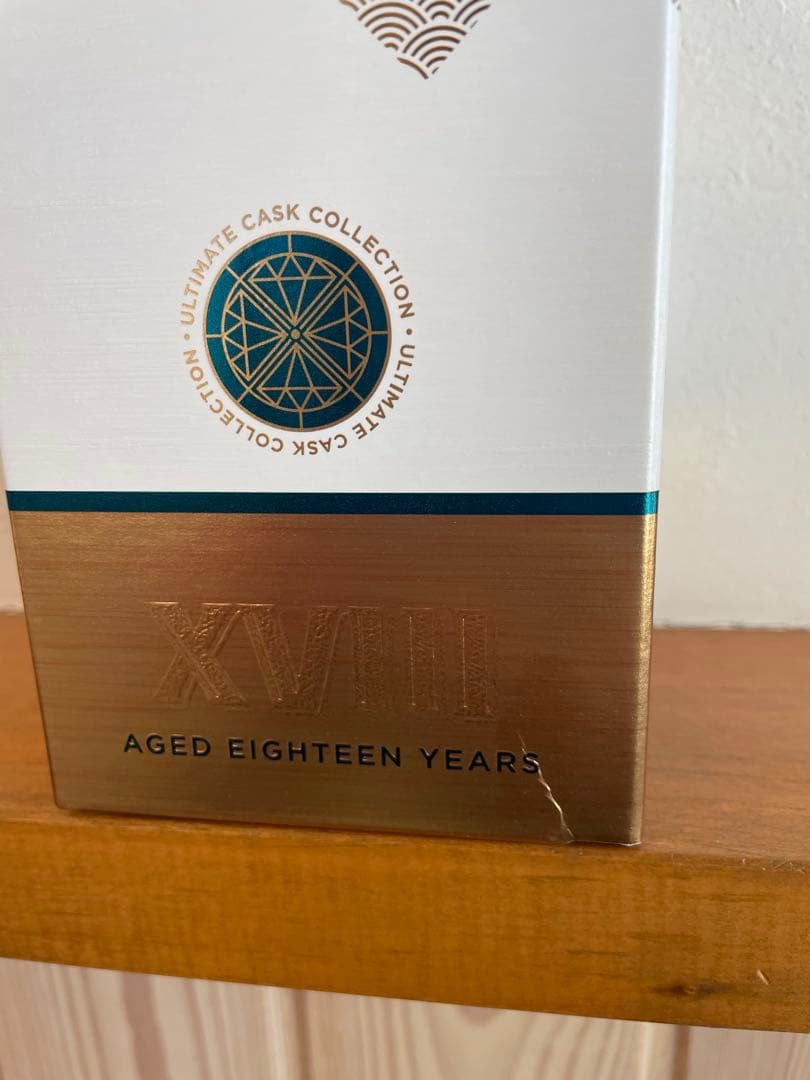 ULTIMATE CASK COLLECTION • ULTIMATE CASK COLLECTION •
XVIII
AGED EIGHTEEN YEARS